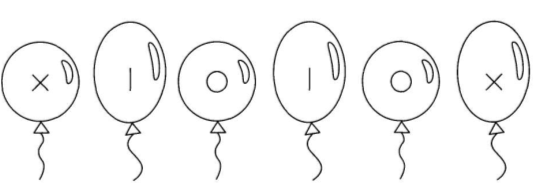 × | ○ | ○ ×